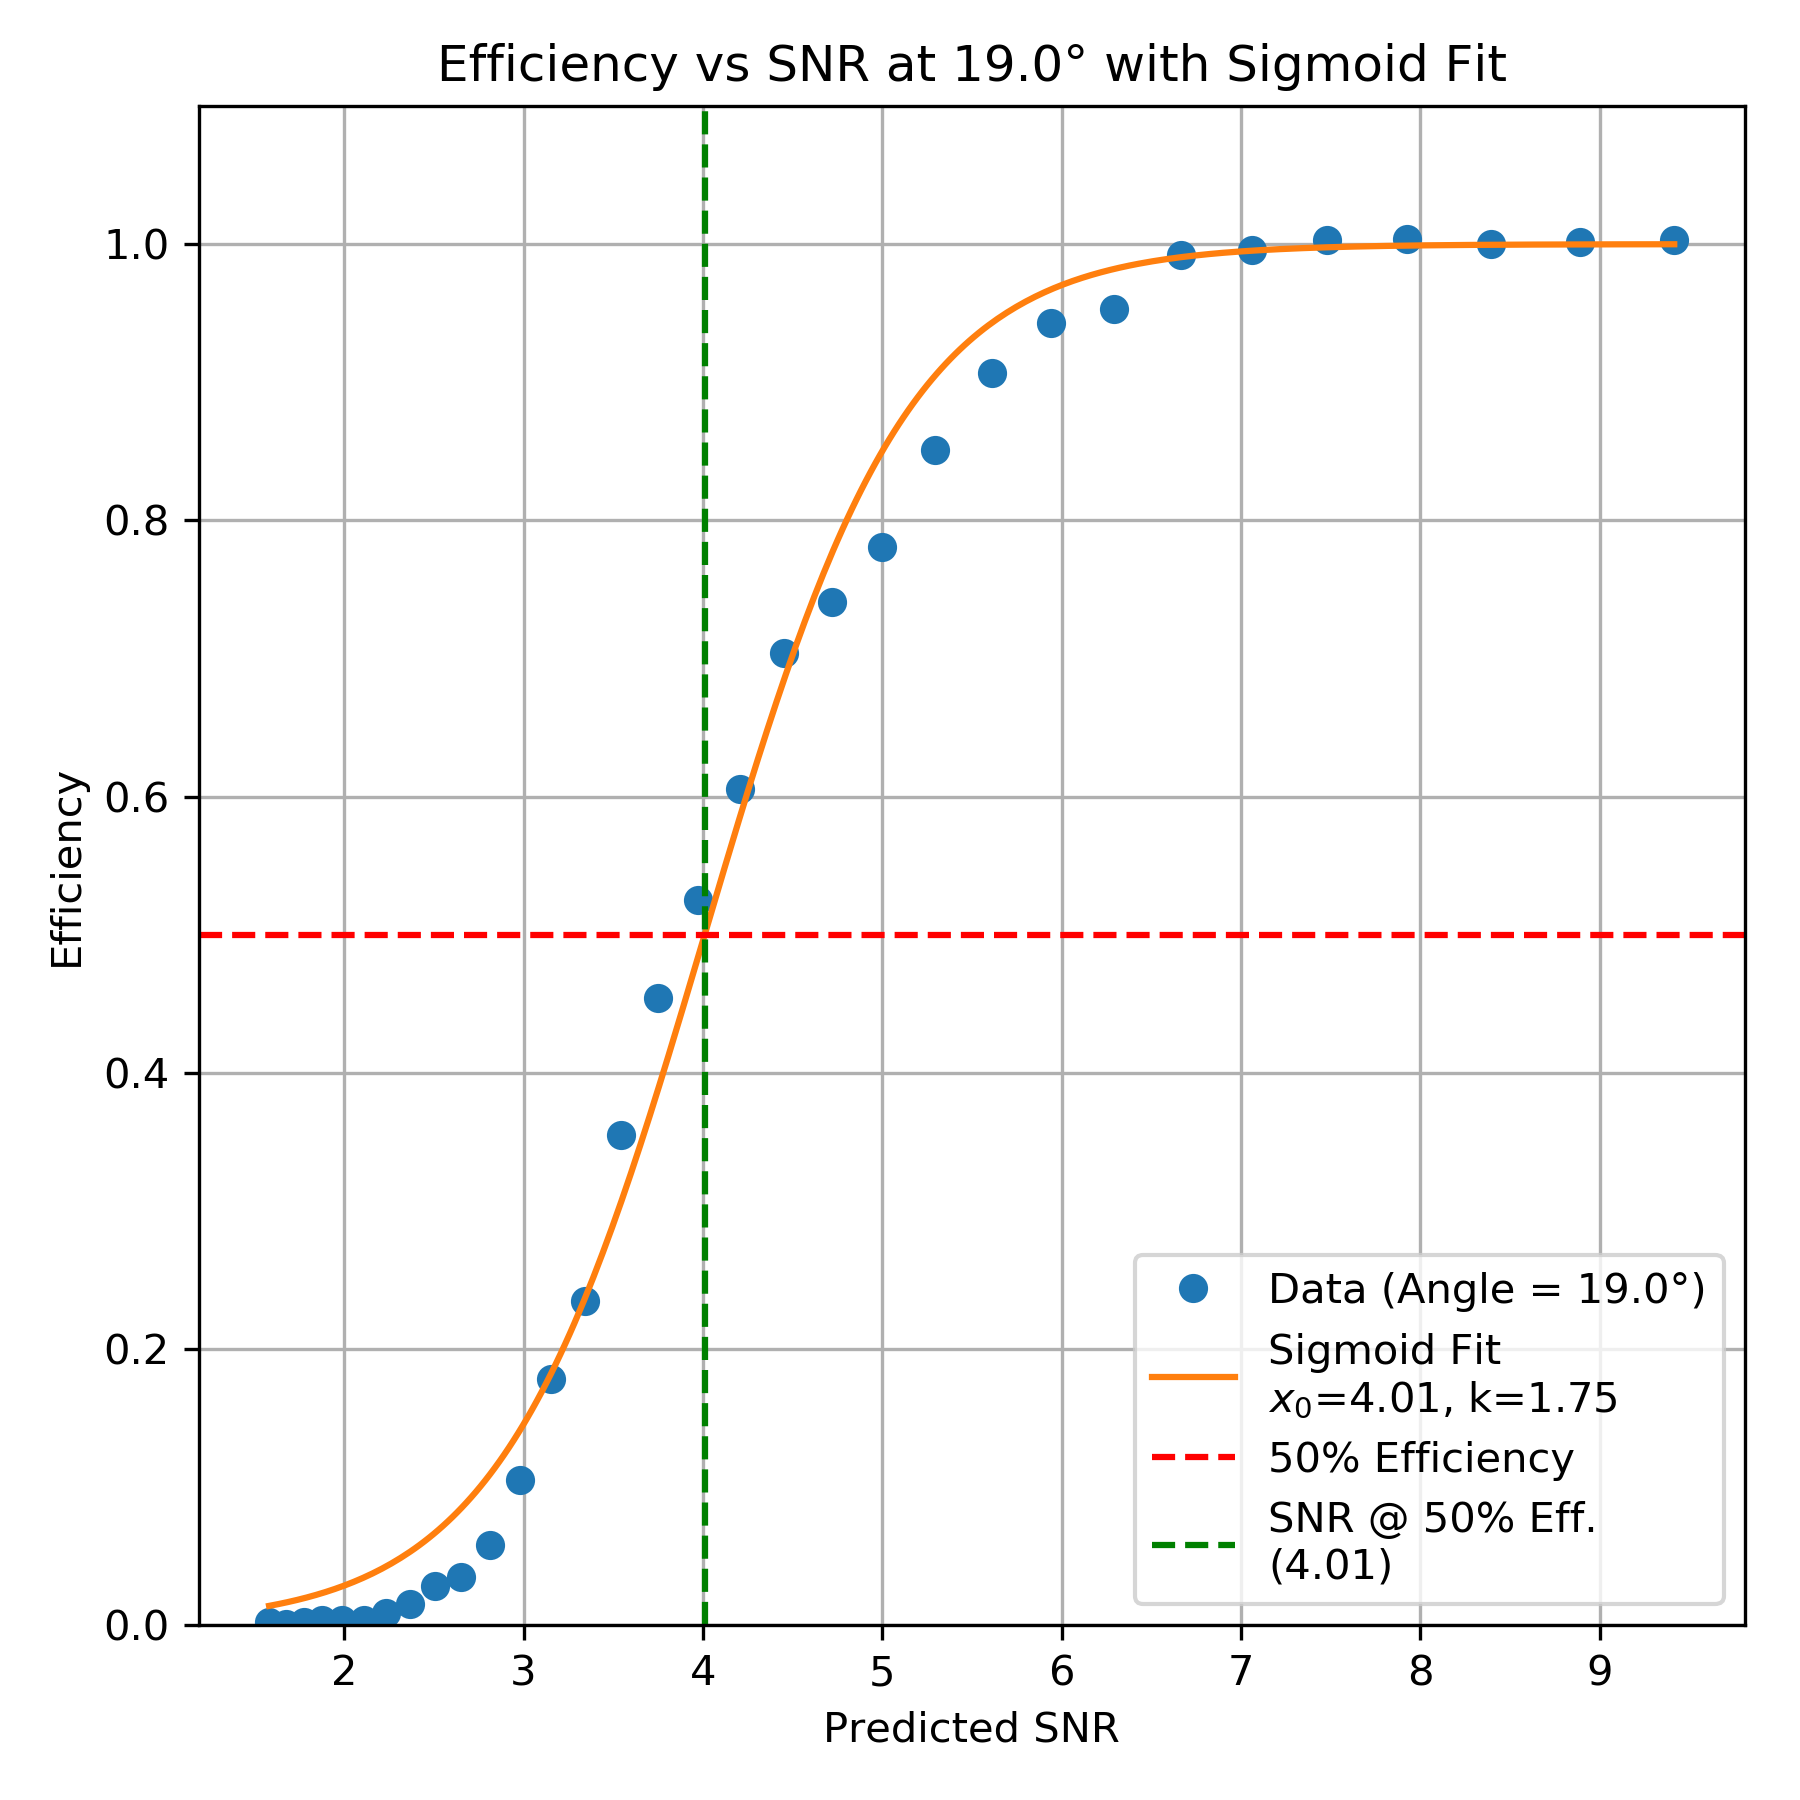 Efficiency vs SNR at 19.0° with Sigmoid Fit
1.0
0.8
0.6
0.4
0.2
0.0
Efficiency
2 3 4 5 6 7 8 9
Predicted SNR
Data (Angle = 19.0°)
Sigmoid Fit
x₀=4.01, k=1.75
50% Efficiency
SNR @ 50% Eff.
(4.01)